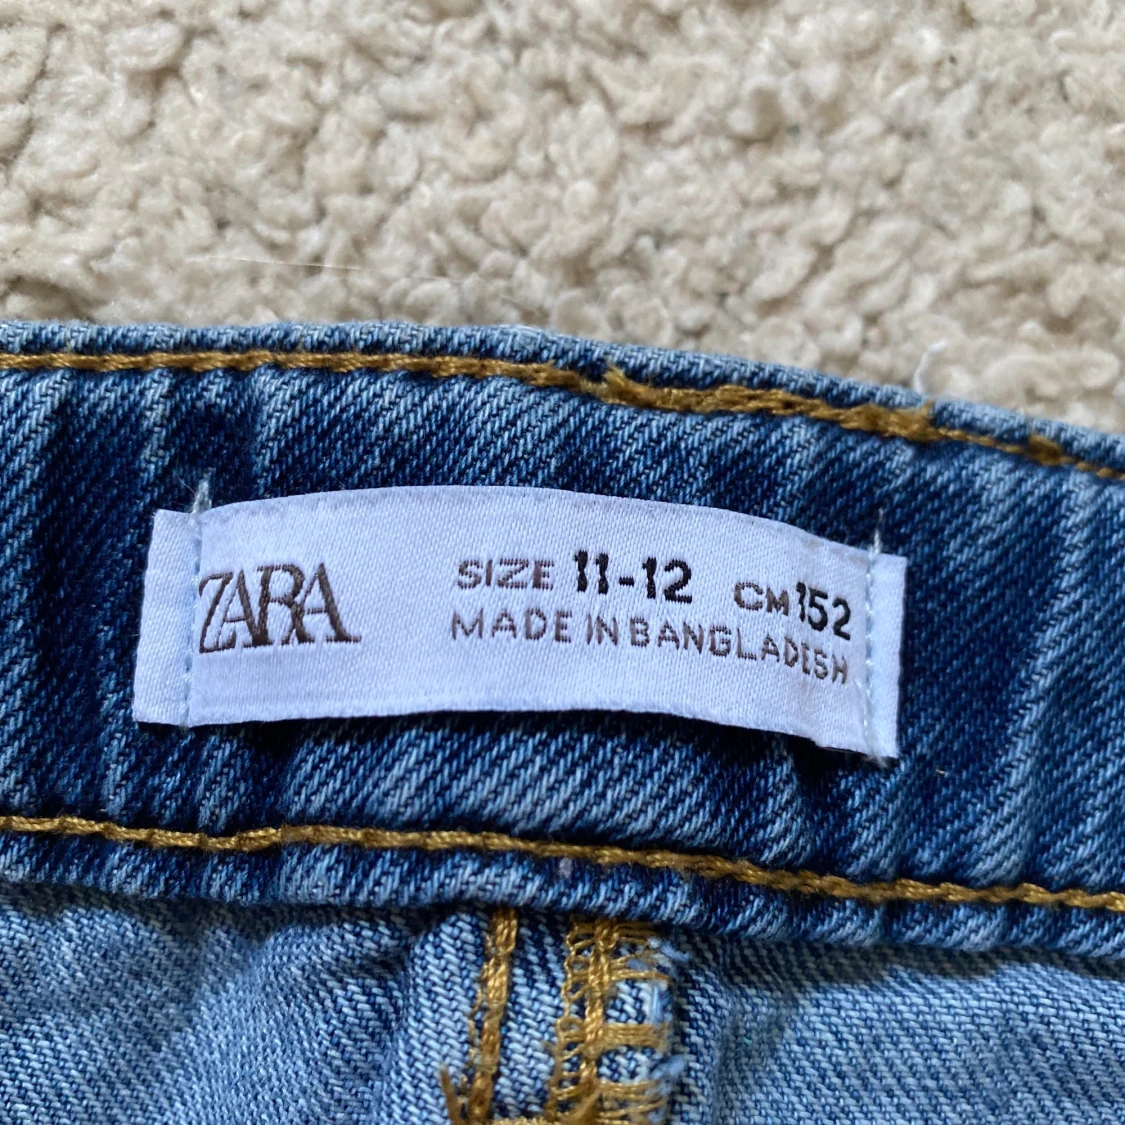 ZARA
SIZE 11-12 CM 152
MADE IN BANGLADESH